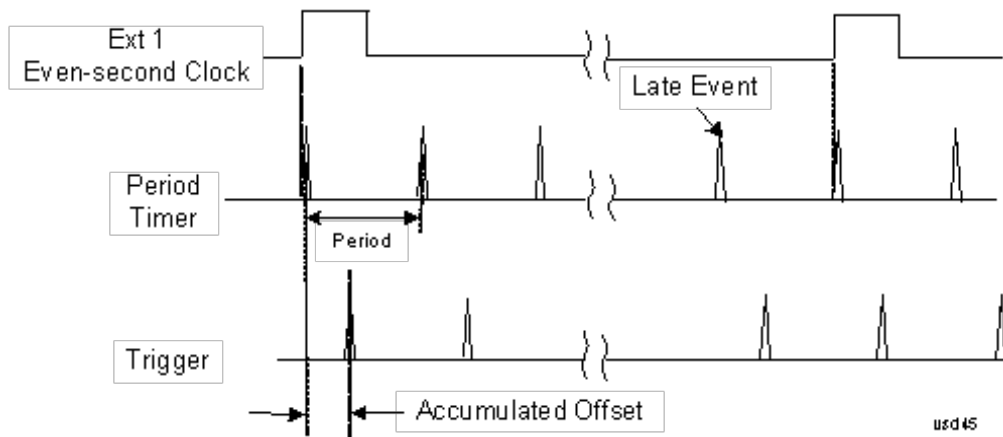 Ext 1
Even-second Clock
Late Event
Period
Timer
Period
Trigger
Accumulated Offset
usd45